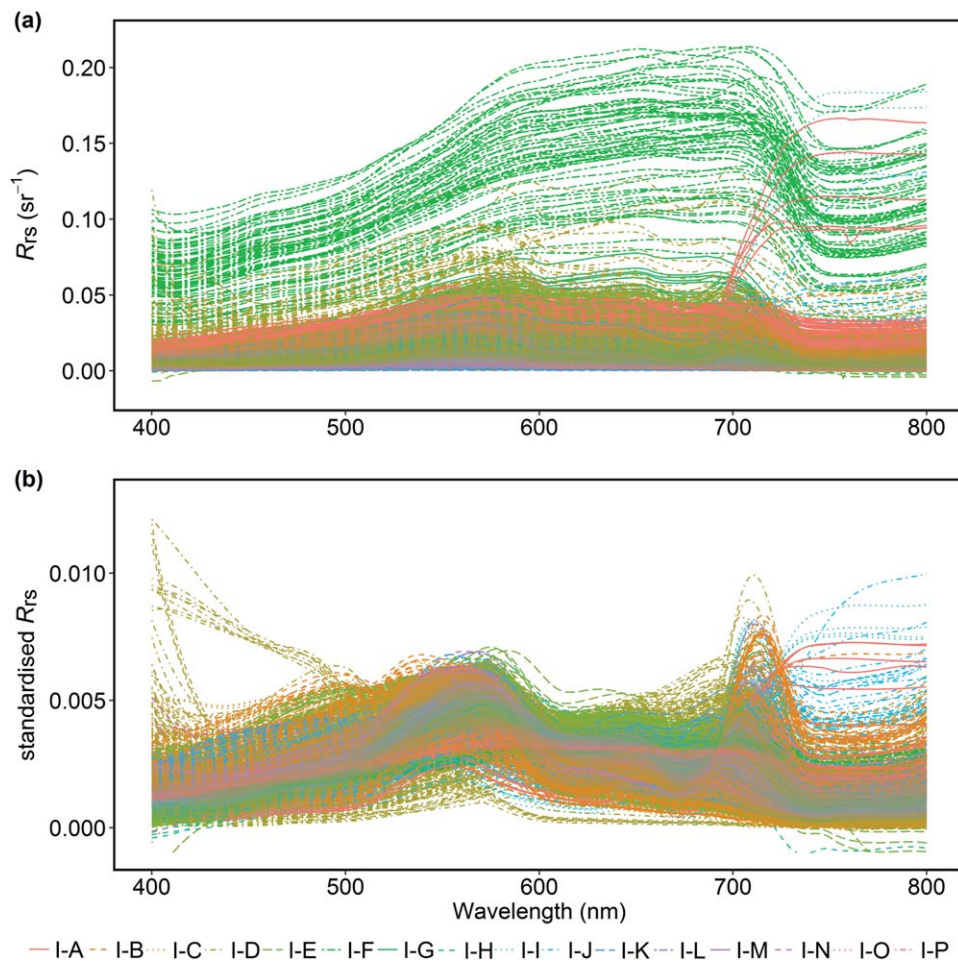 (a)
0.20
0.15
0.10
0.05
0.00
Rrs (sr⁻¹)
400 500 600 700 800
(b)
0.010
0.005
0.000
standardised Rrs
400 500 600 700 800
Wavelength (nm)
I-A I-B I-C I-D I-E I-F I-G I-H I-I I-J I-K I-L I-M I-N I-O I-P